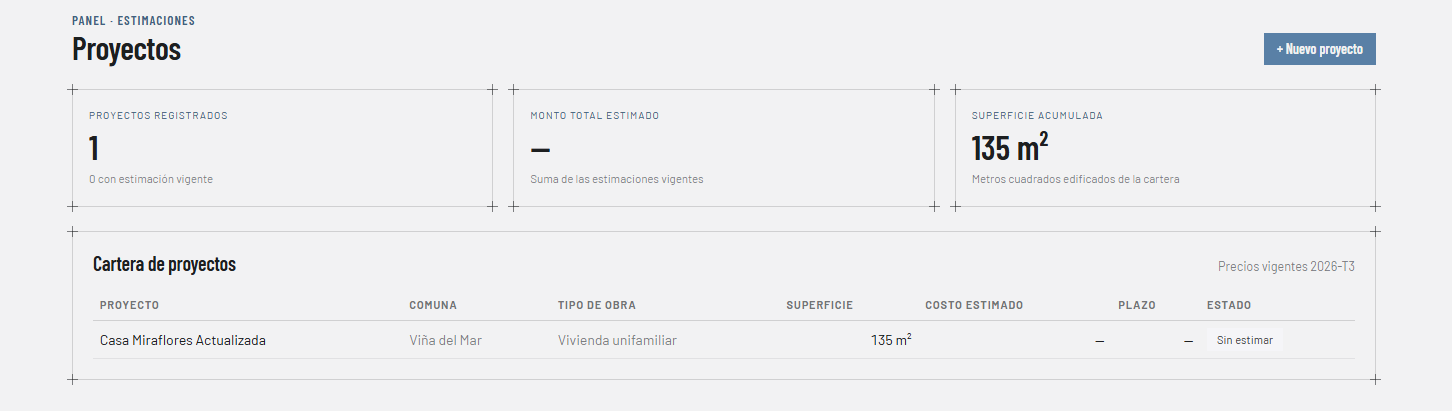 PANEL · ESTIMACIONES
Proyectos
+ Nuevo proyecto
PROYECTOS REGISTRADOS
1
0 con estimación vigente
MONTO TOTAL ESTIMADO
—
Suma de las estimaciones vigentes
SUPERFICIE ACUMULADA
135 m²
Metros cuadrados edificados de la cartera
Cartera de proyectos
Precios vigentes 2026-T3
PROYECTO COMUNA TIPO DE OBRA SUPERFICIE COSTO ESTIMADO PLAZO ESTADO
Casa Miraflores Actualizada Viña del Mar Vivienda unifamiliar 135 m² — — Sin estimar